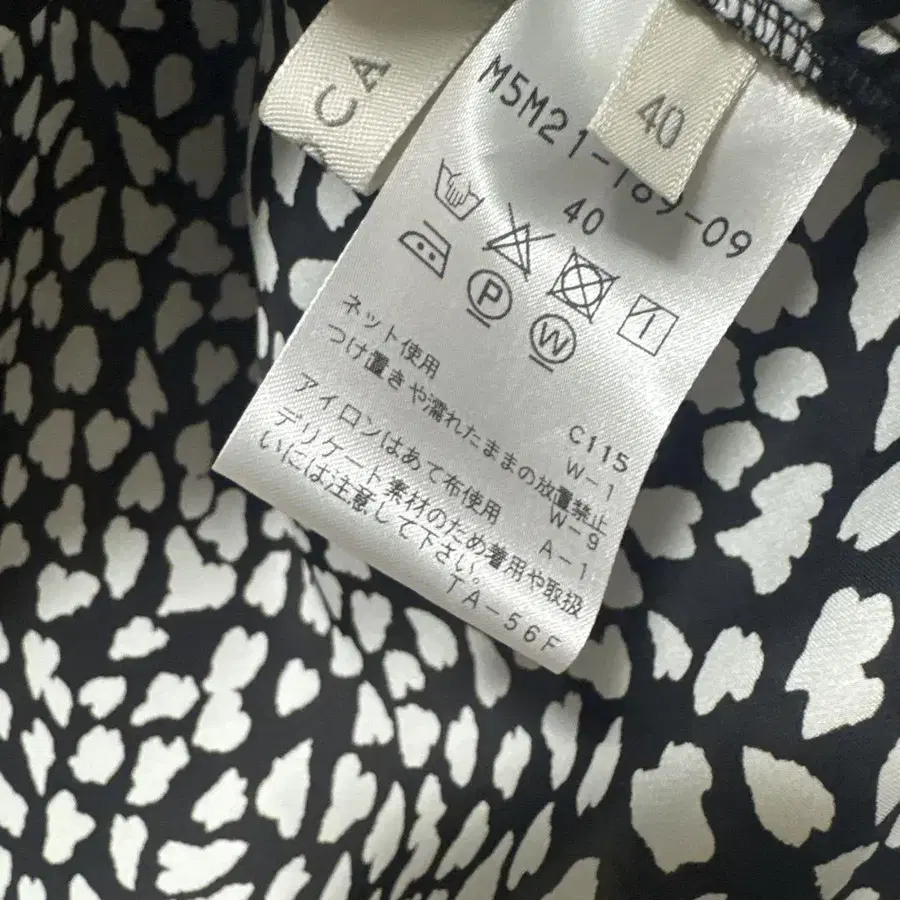 CA
40
M5M21-169-09
40
P
W
ネット使用
C115
つけ置きや濡れたままの放置禁止
W-1
アイロンはあて布使用
W-9
デリケート素材のため着用や取扱
A-1
いには注意して下さい。
TA-56F